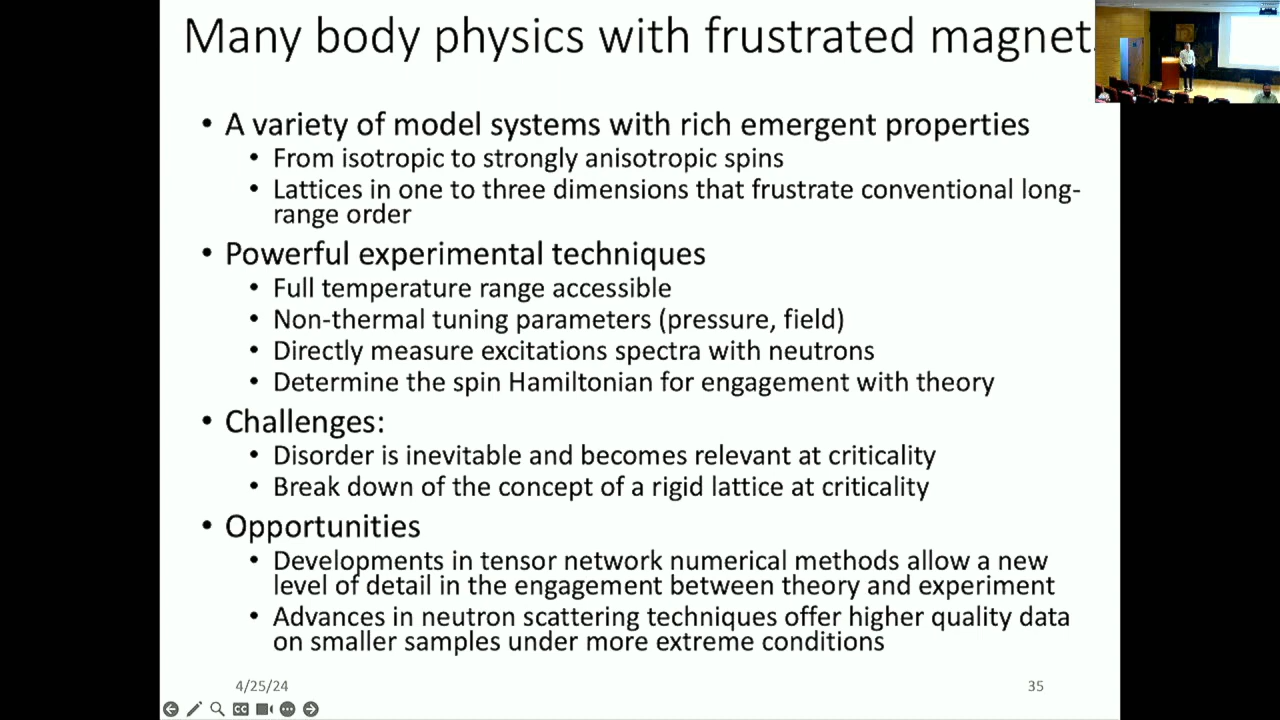 Many body physics with frustrated magnet
• A variety of model systems with rich emergent properties
• From isotropic to strongly anisotropic spins
• Lattices in one to three dimensions that frustrate conventional long-
range order
• Powerful experimental techniques
• Full temperature range accessible
• Non-thermal tuning parameters (pressure, field)
• Directly measure excitations spectra with neutrons
• Determine the spin Hamiltonian for engagement with theory
• Challenges:
• Disorder is inevitable and becomes relevant at criticality
• Break down of the concept of a rigid lattice at criticality
• Opportunities
• Developments in tensor network numerical methods allow a new
level of detail in the engagement between theory and experiment
• Advances in neutron scattering techniques offer higher quality data
on smaller samples under more extreme conditions
4/25/24
35
CC